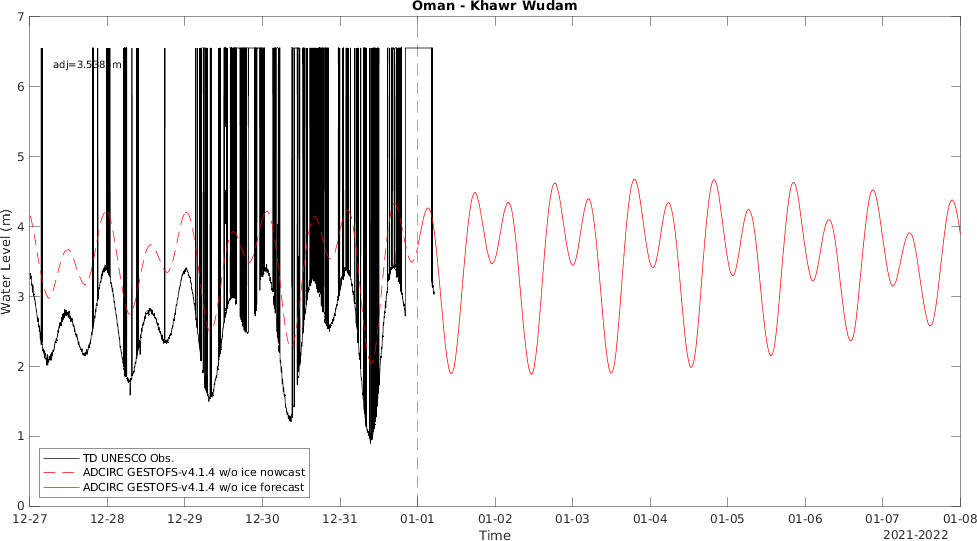 Oman - Khawr Wudam
7
6
5
4
3
2
1
0
Water Level (m)
TD UNESCO Obs.
ADCIRC GESTOFS-v4.1.4 w/o ice nowcast
ADCIRC GESTOFS-v4.1.4 w/o ice forecast
12-27 12-28 12-29 12-30 12-31 01-01 01-02 01-03 01-04 01-05 01-06 01-07 01-08
Time
2021-2022